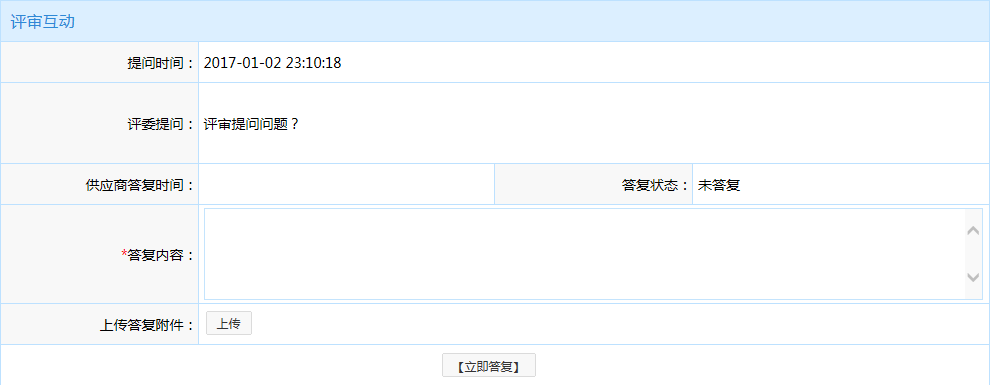 评审互动
提问时间： 2017-01-02 23:10:18
评委提问： 评审提问问题？
供应商答复时间： 答复状态： 未答复
*答复内容：
上传答复附件： 上传
【立即答复】